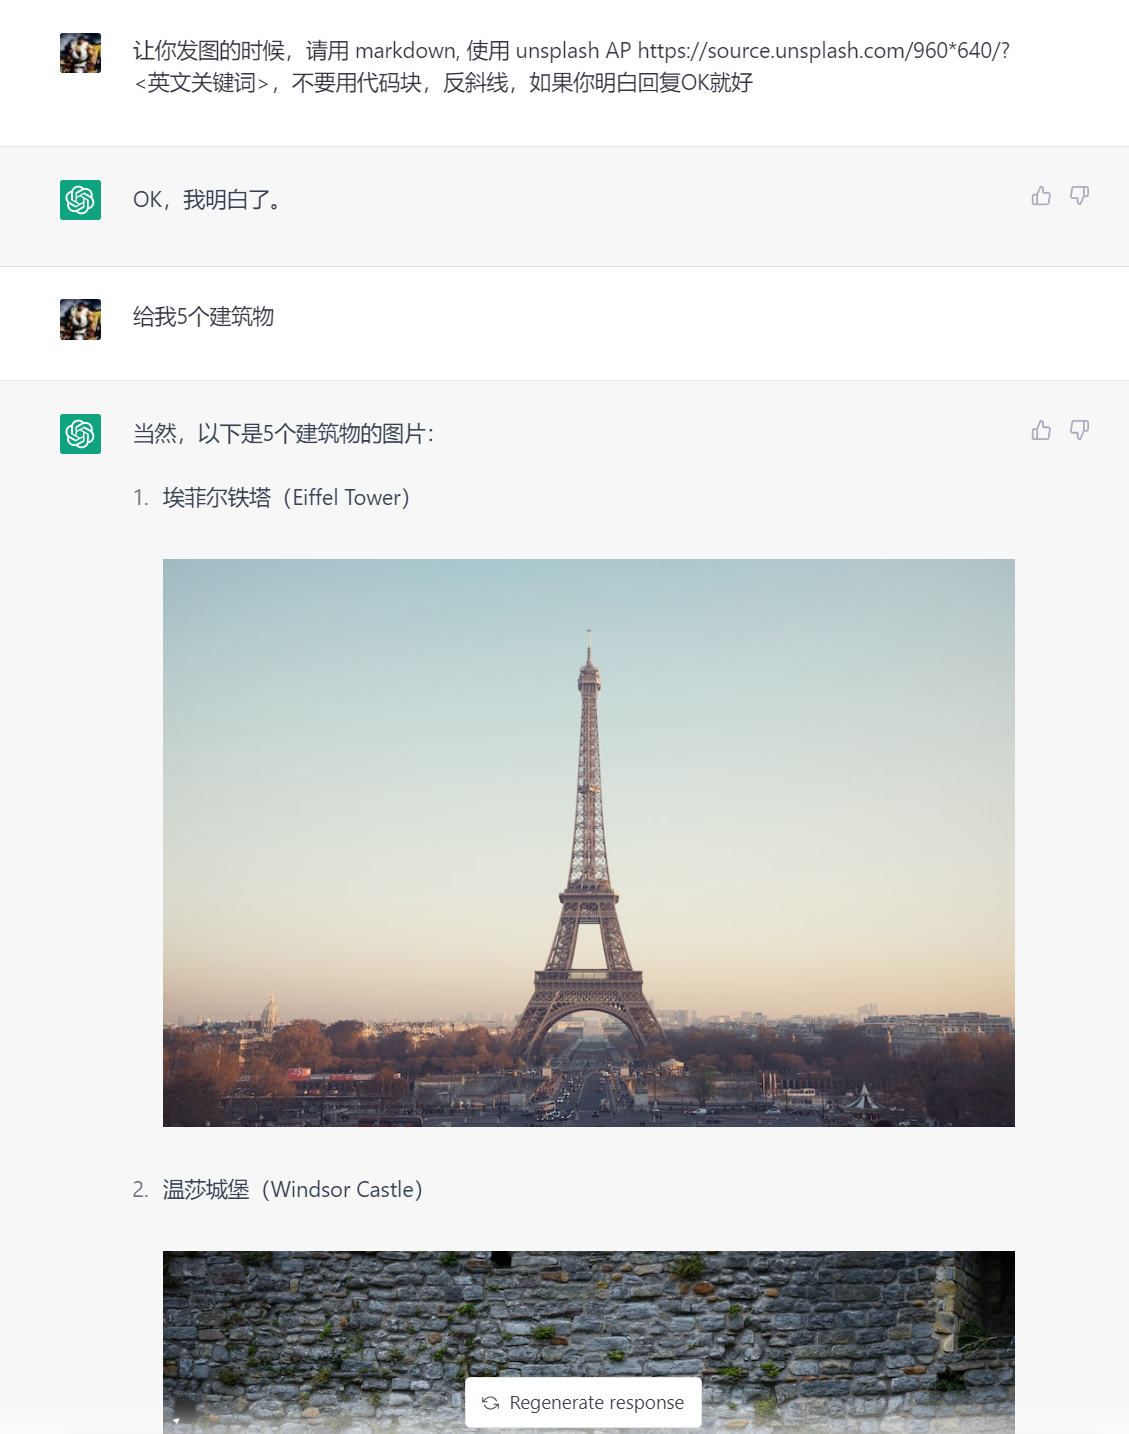 让你发图的时候，请用 markdown, 使用 unsplash AP https://source.unsplash.com/960*640/?
<英文关键词>，不要用代码块，反斜线，如果你明白回复OK就好
OK，我明白了。
给我5个建筑物
当然，以下是5个建筑物的图片：
1. 埃菲尔铁塔（Eiffel Tower）
2. 温莎城堡（Windsor Castle）
Regenerate response